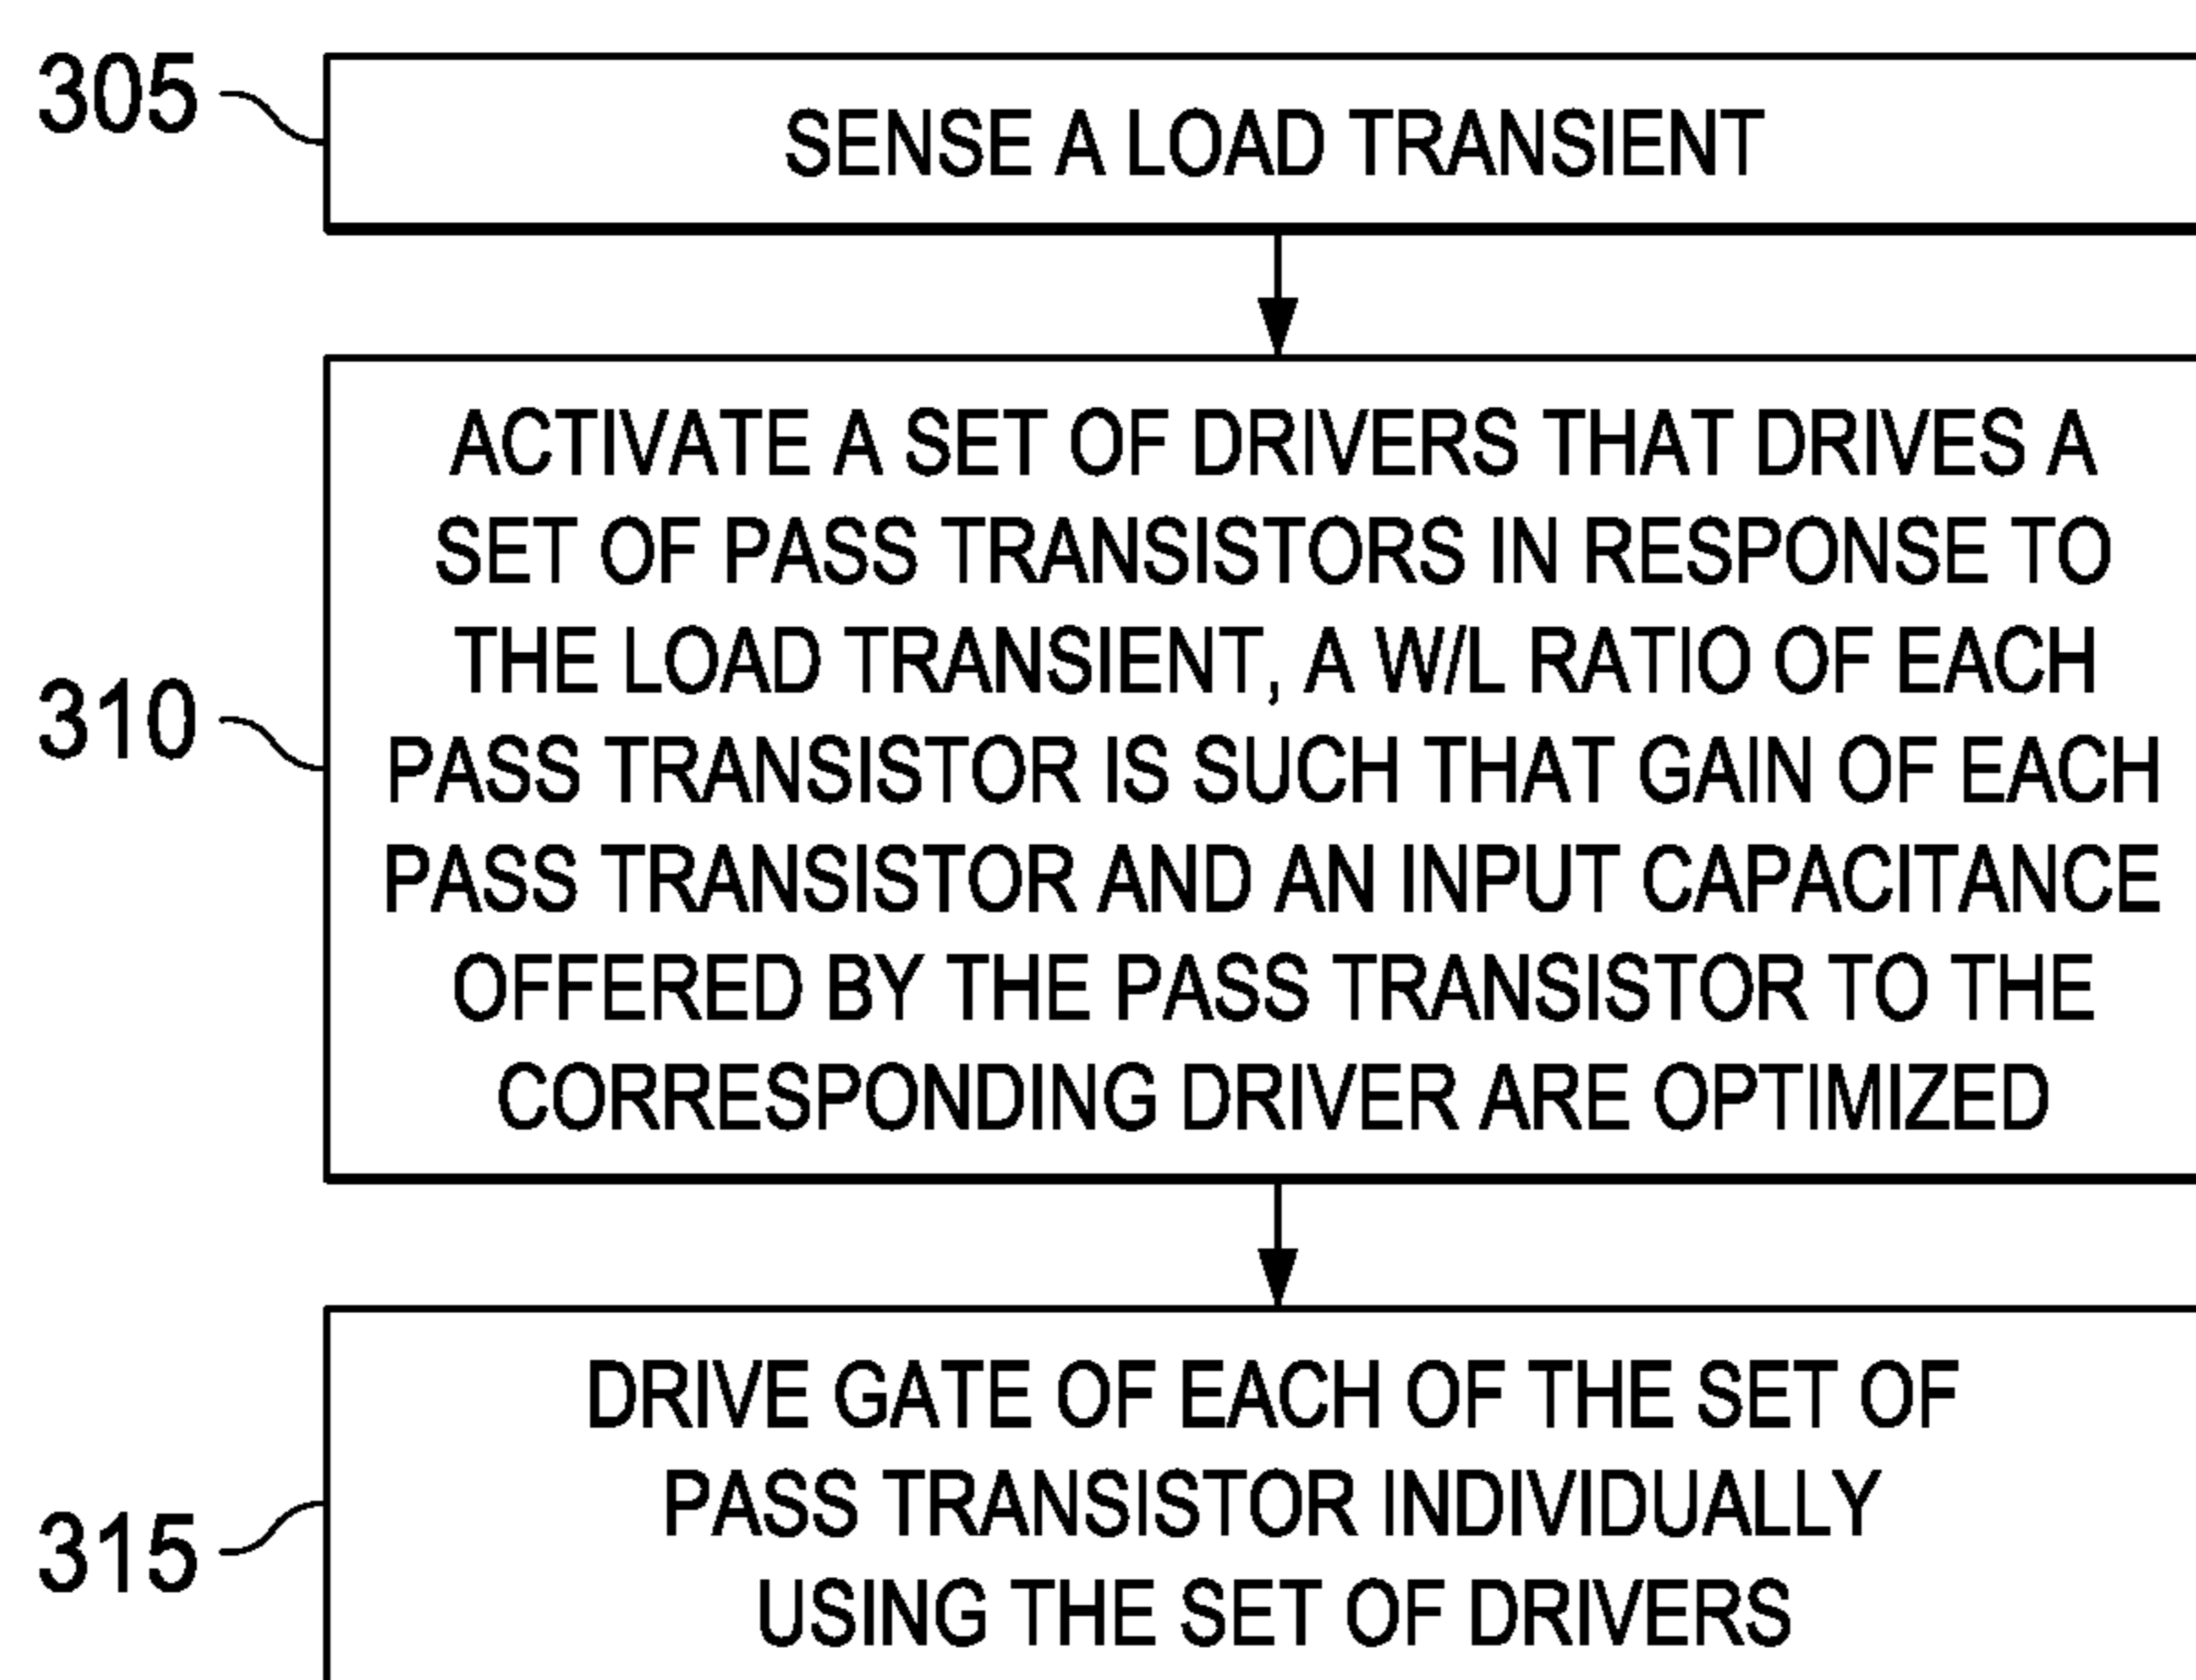 305
SENSE A LOAD TRANSIENT
310
ACTIVATE A SET OF DRIVERS THAT DRIVES A
SET OF PASS TRANSISTORS IN RESPONSE TO
THE LOAD TRANSIENT, A W/L RATIO OF EACH
PASS TRANSISTOR IS SUCH THAT GAIN OF EACH
PASS TRANSISTOR AND AN INPUT CAPACITANCE
OFFERED BY THE PASS TRANSISTOR TO THE
CORRESPONDING DRIVER ARE OPTIMIZED
315
DRIVE GATE OF EACH OF THE SET OF
PASS TRANSISTOR INDIVIDUALLY
USING THE SET OF DRIVERS